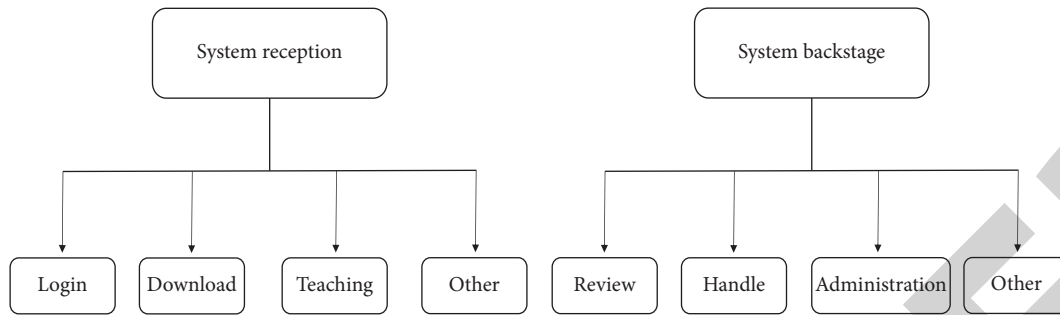 System reception
System backstage
Login
Download
Teaching
Other
Review
Handle
Administration
Other